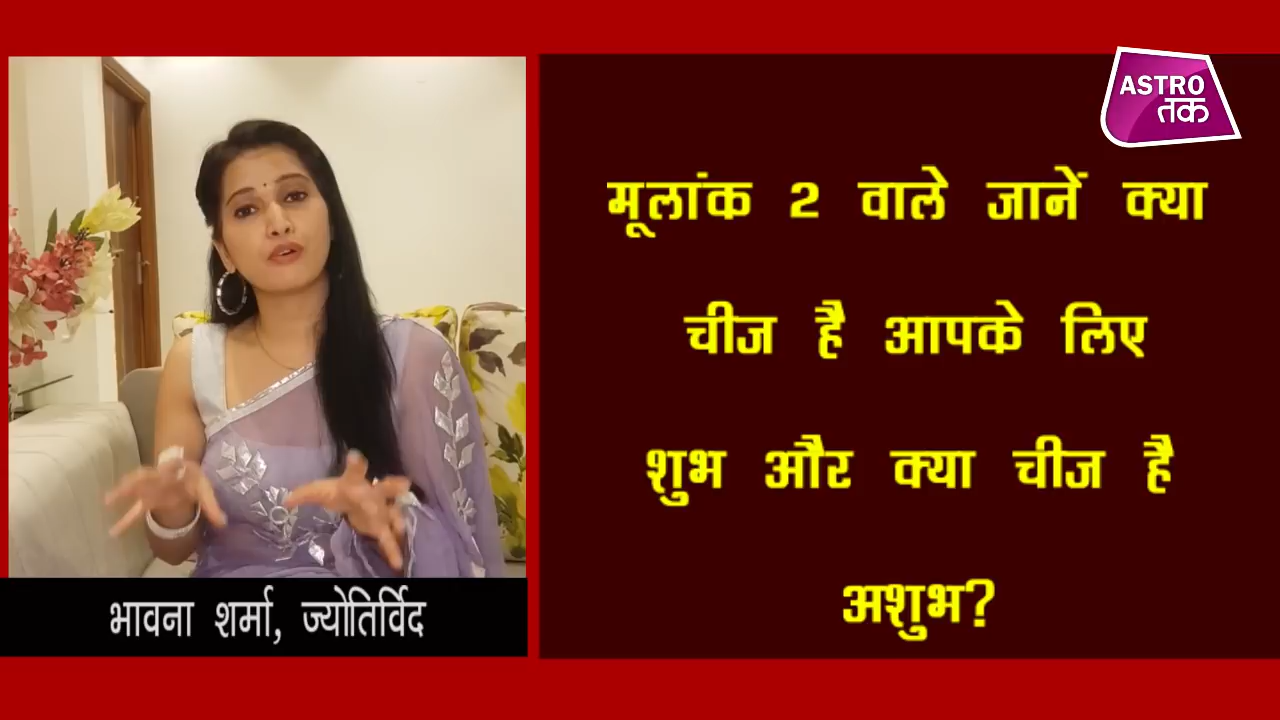 ASTRO
तक
मूलांक 2 वाले जानें क्या
चीज है आपके लिए
शुभ और क्या चीज है
अशुभ?
भावना शर्मा, ज्योतिर्विद